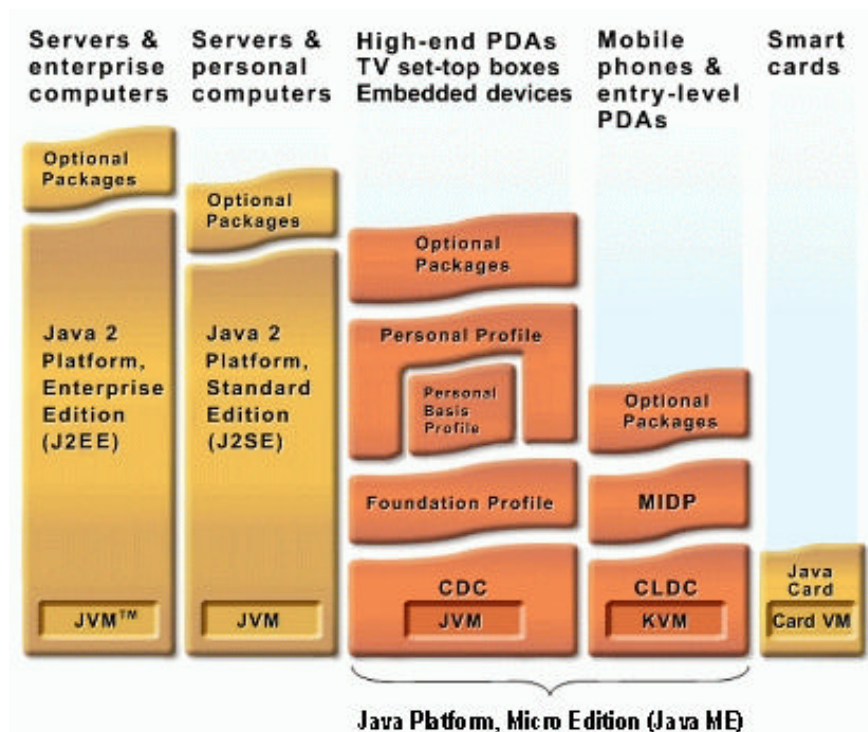 Servers &
enterprise
computers
Servers &
personal
computers
High-end PDAs
TV set-top boxes
Embedded devices
Mobile
phones &
entry-level
PDAs
Smart
cards
Optional
Packages
Java 2
Platform,
Enterprise
Edition
(J2EE)
JVM™
Optional
Packages
Java 2
Platform,
Standard
Edition
(J2SE)
JVM
Optional
Packages
Personal Profile
Personal
Basis
Profile
Foundation Profile
CDC
JVM
Optional
Packages
MIDP
CLDC
KVM
Java
Card
Card VM
Java Platform, Micro Edition (Java ME)